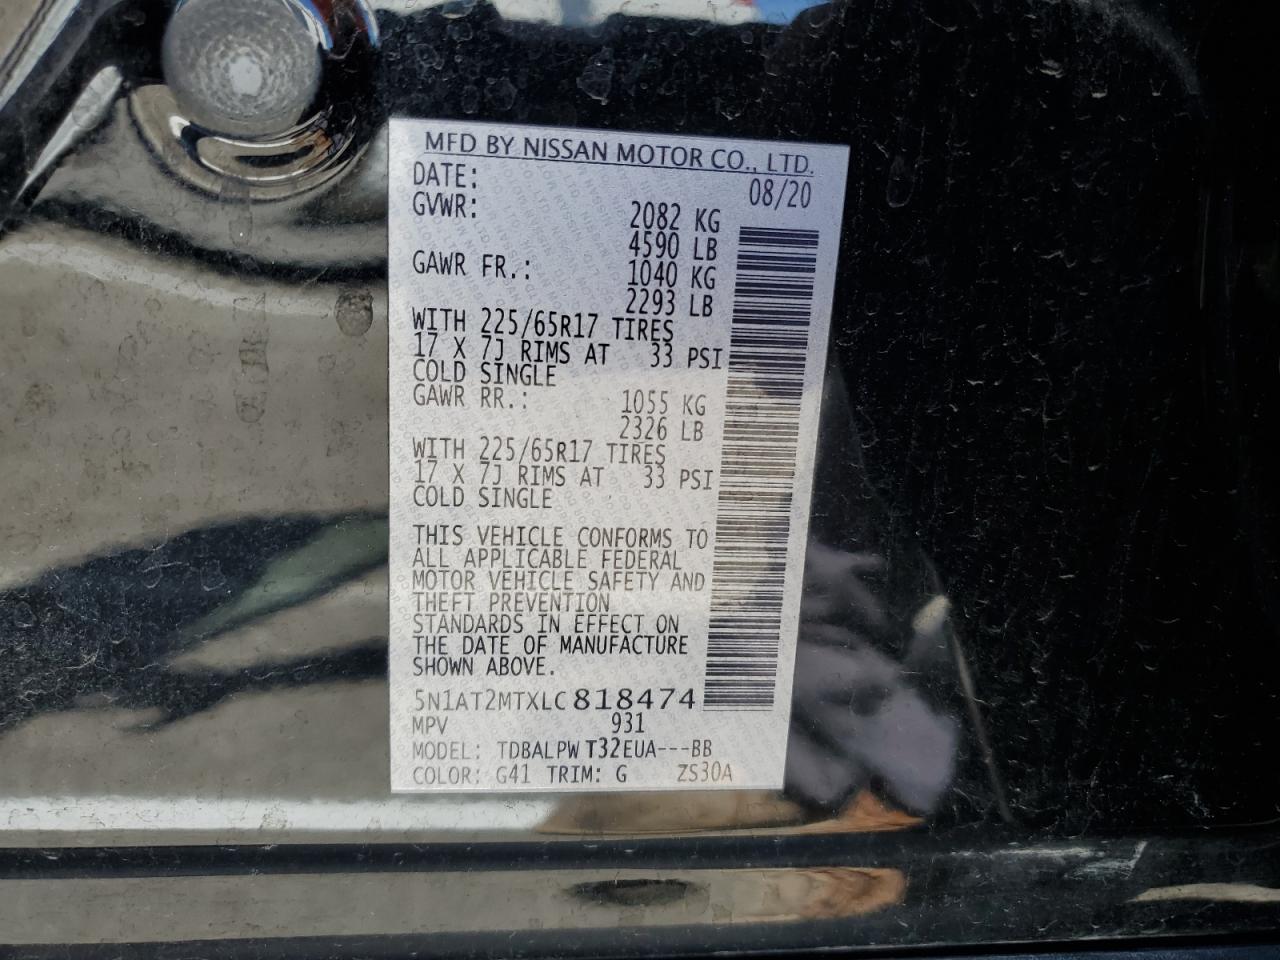 MFD BY NISSAN MOTOR CO., LTD.
DATE: 08/20
GVWR: 2082 KG
4590 LB
GAWR FR.: 1040 KG
2293 LB
WITH 225/65R17 TIRES
17 X 7J RIMS AT 33 PSI
COLD SINGLE
GAWR RR.: 1055 KG
2326 LB
WITH 225/65R17 TIRES
17 X 7J RIMS AT 33 PSI
COLD SINGLE
THIS VEHICLE CONFORMS TO
ALL APPLICABLE FEDERAL
MOTOR VEHICLE SAFETY AND
THEFT PREVENTION
STANDARDS IN EFFECT ON
THE DATE OF MANUFACTURE
SHOWN ABOVE.
5N1AT2MTXLC818474
MPV 931
MODEL: TDBALPWT32EUA---BB
COLOR: G41 TRIM: G ZS30A